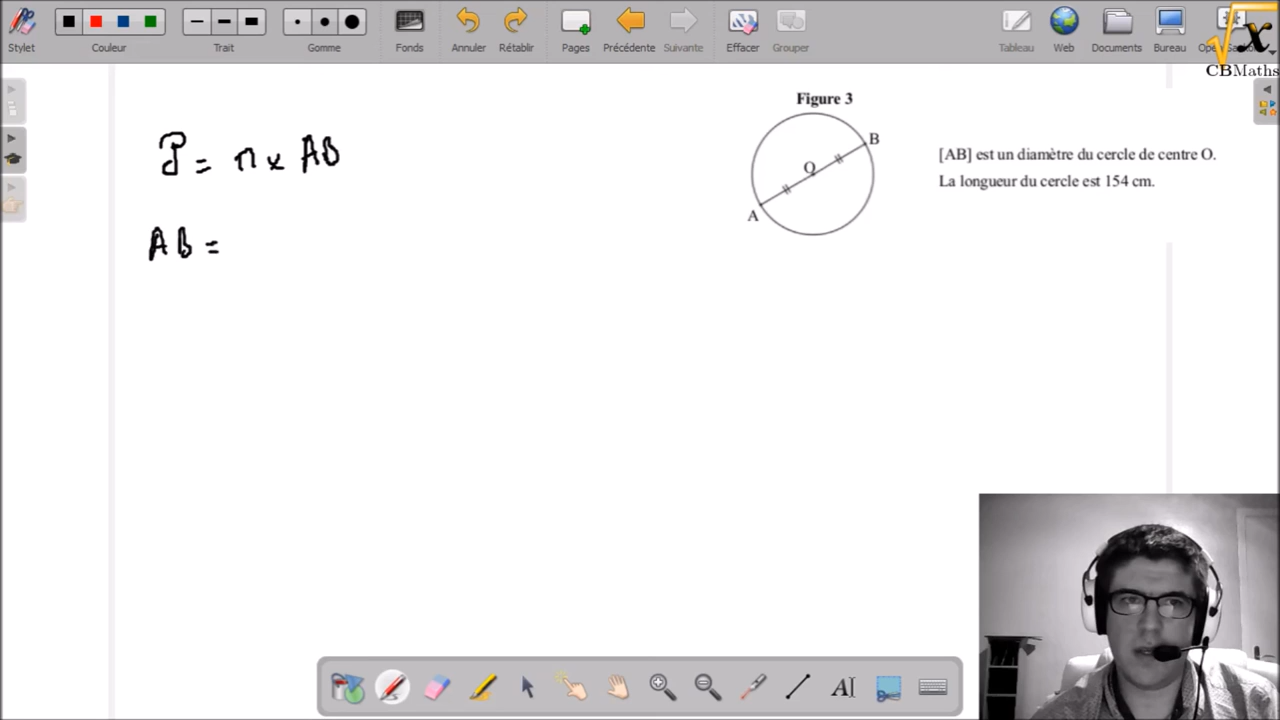 Stylet
Couleur
Trait
Gomme
Fonds
Annuler
Rétablir
Pages
Précédente
Suivante
Effacer
Grouper
Tableau
Web
Documents
Bureau
√x
CBMaths
P = π × AB
AB =
Figure 3
B
O
A
[AB] est un diamètre du cercle de centre O.
La longueur du cercle est 154 cm.
AI